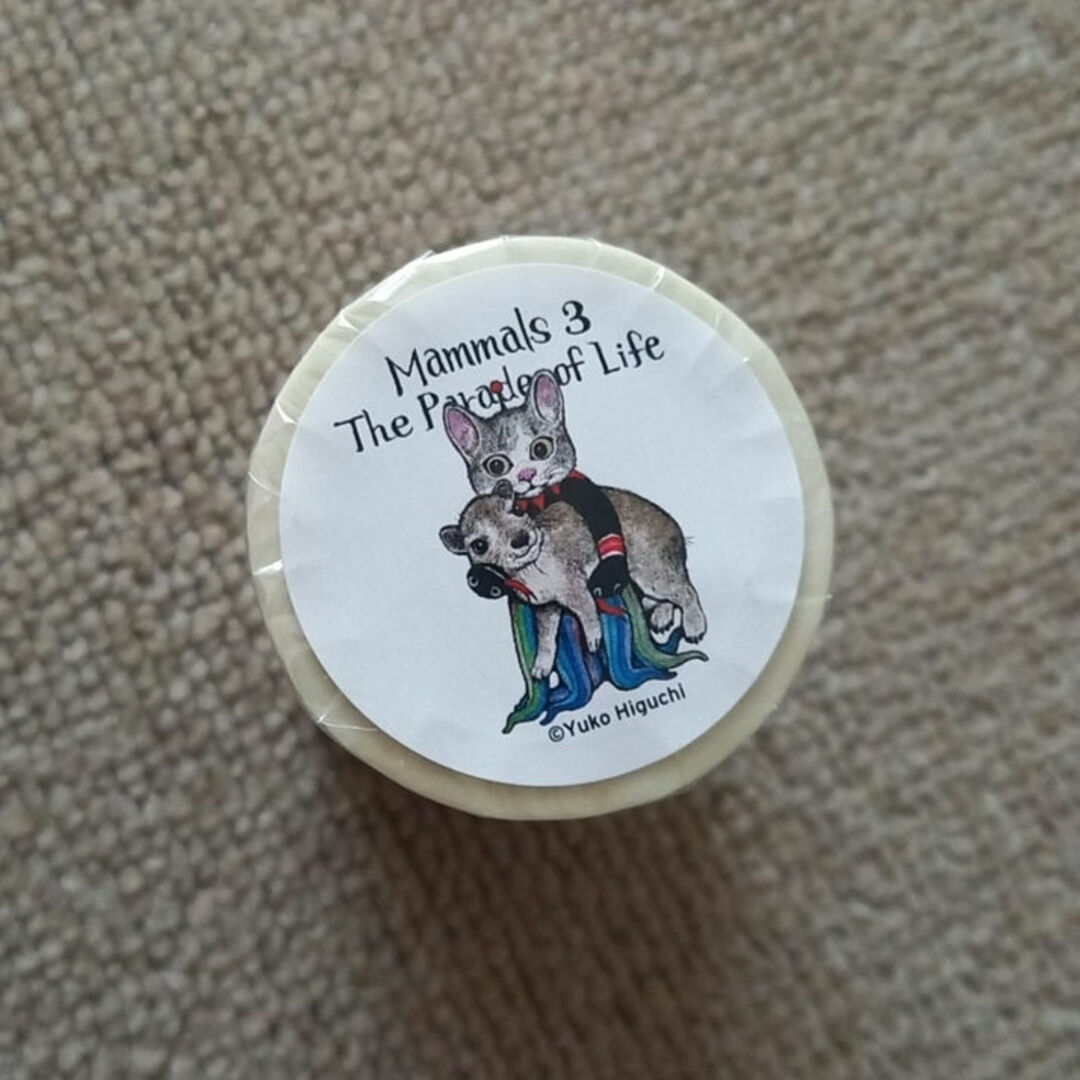 Mammals 3
The Parade of Life
©Yuko Higuchi